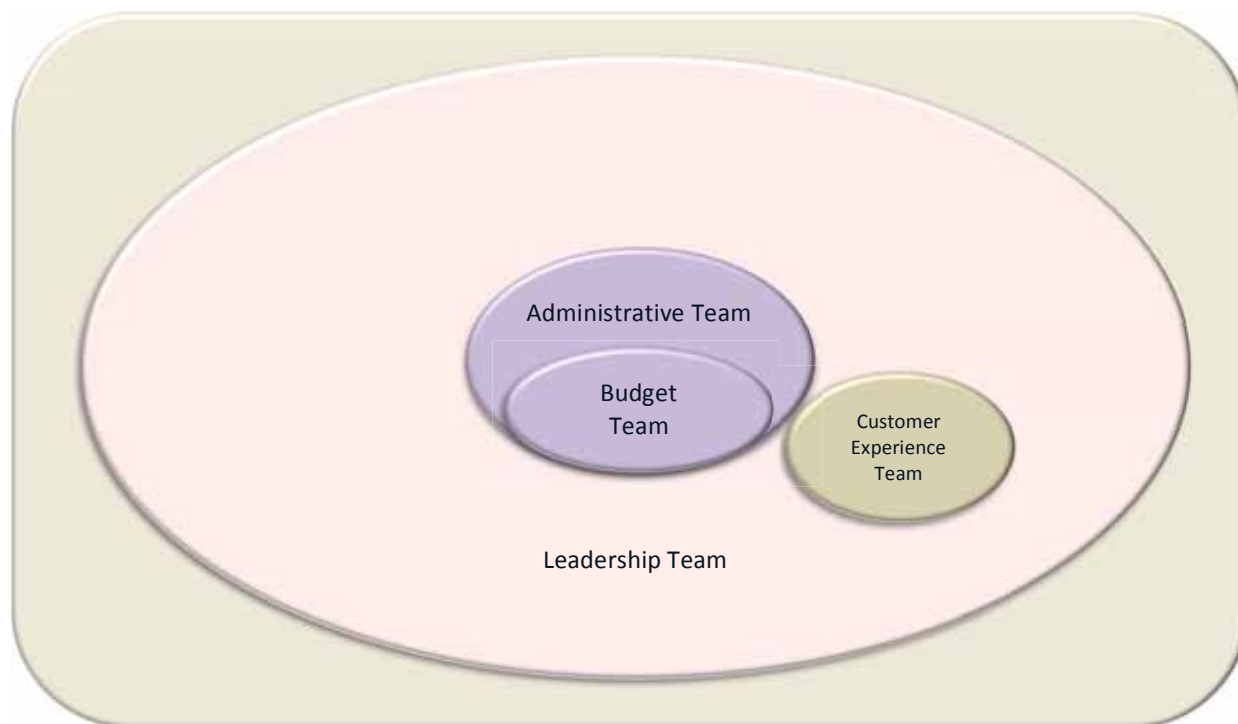 Administrative Team
Budget
Team
Customer
Experience
Team
Leadership Team